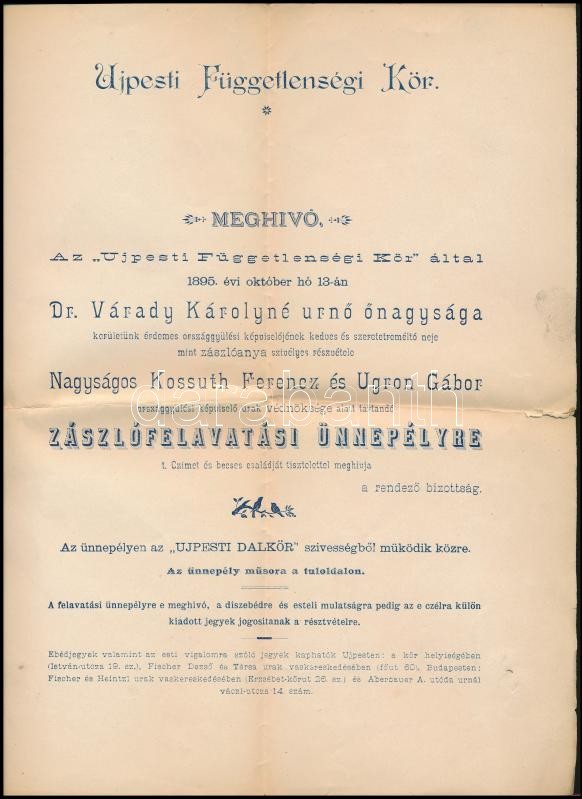 Ujpesti Függetlenségi Kör.
MEGHIVÓ,
Az „Ujpesti Függetlenségi Kör" által
1895. évi október hó 13-án
Dr. Várady Károlyné urnő őnagysága
kerületünk érdemes országgyülési képviselőjének kedves és szeretetreméltó neje
mint zászlóanya szivélyes részvétele
Nagyságos Kossuth Ferencz és Ugron Gábor
országgyülési képviselő urak védnöksége alatt tartandó
ZÁSZLÓFELAVATÁSI ÜNNEPÉLYRE
t. Czimet és becses családját tisztelettel meghivja
a rendező bizottság.
Az ünnepélyen az „UJPESTI DALKÖR" szivességből müködik közre.
Az ünnepély műsora a tuloldalon.
A felavatási ünnepélyre e meghivó, a diszebédre és esteli mulatságra pedig az e czélra külön
kiadott jegyek jogositanak a részvételre.
Ebédjegyek valamint az esti vigalomra szóló jegyek kaphatók Ujpesten: a kör helyiségében
(István-utcza 19. sz.), Fischer Dezső és Társa urak vaskereskedésében (főut 60), Budapesten:
Fischer és Heintzl urak vaskereskedésében (Erzsébet-körut 26. sz.) és Aberbauer A. utóda urnál
váczi-utcza 14. szám.
darabanth